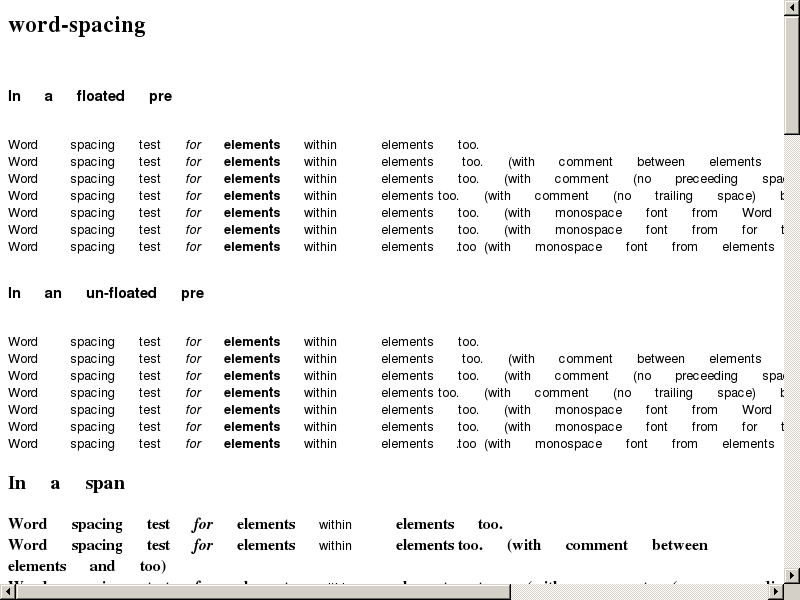 word-spacing
In a floated pre
Word spacing test for elements within elements too.
Word spacing test for elements within elements too. (with comment between elements
Word spacing test for elements within elements too. (with comment (no preceeding
Word spacing test for elements within elements too. (with comment (no trailing space)
Word spacing test for elements within elements too. (with monospace font from Word
Word spacing test for elements within elements too. (with monospace font from for
Word spacing test for elements within elements .too (with monospace font from elements
In an un-floated pre
Word spacing test for elements within elements too.
Word spacing test for elements within elements too. (with comment between elements
Word spacing test for elements within elements too. (with comment (no preceeding
Word spacing test for elements within elements too. (with comment (no trailing space)
Word spacing test for elements within elements too. (with monospace font from Word
Word spacing test for elements within elements too. (with monospace font from for
Word spacing test for elements within elements .too (with monospace font from elements
In a span
Word spacing test for elements within elements too.
Word spacing test for elements within elements too. (with comment between
elements and too)